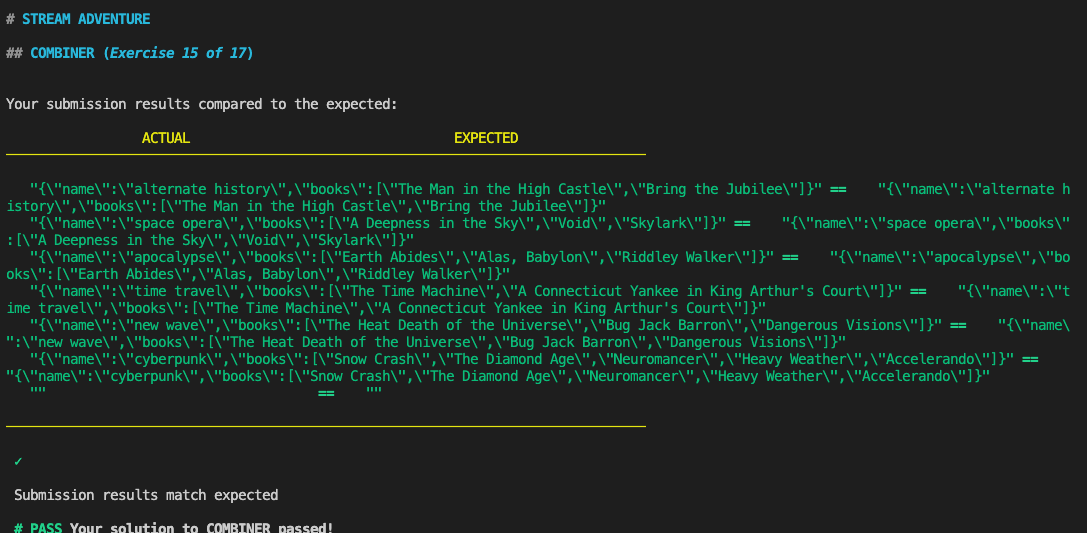 # STREAM ADVENTURE
## COMBINER (Exercise 15 of 17)
Your submission results compared to the expected:
ACTUAL EXPECTED
"{\"name\":\"alternate history\",\"books\":[\"The Man in the High Castle\",\"Bring the Jubilee\"]}" == "{\"name\":\"alternate h
istory\",\"books\":[\"The Man in the High Castle\",\"Bring the Jubilee\"]}"
"{\"name\":\"space opera\",\"books\":[\"A Deepness in the Sky\",\"Void\",\"Skylark\"]}" == "{\"name\":\"space opera\",\"books\"
:[\"A Deepness in the Sky\",\"Void\",\"Skylark\"]}"
"{\"name\":\"apocalypse\",\"books\":[\"Earth Abides\",\"Alas, Babylon\",\"Riddley Walker\"]}" == "{\"name\":\"apocalypse\",\"bo
oks\":[\"Earth Abides\",\"Alas, Babylon\",\"Riddley Walker\"]}"
"{\"name\":\"time travel\",\"books\":[\"The Time Machine\",\"A Connecticut Yankee in King Arthur's Court\"]}" == "{\"name\":\"t
ime travel\",\"books\":[\"The Time Machine\",\"A Connecticut Yankee in King Arthur's Court\"]}"
"{\"name\":\"new wave\",\"books\":[\"The Heat Death of the Universe\",\"Bug Jack Barron\",\"Dangerous Visions\"]}" == "{\"name\
":\"new wave\",\"books\":[\"The Heat Death of the Universe\",\"Bug Jack Barron\",\"Dangerous Visions\"]}"
"{\"name\":\"cyberpunk\",\"books\":[\"Snow Crash\",\"The Diamond Age\",\"Neuromancer\",\"Heavy Weather\",\"Accelerando\"]}" ==
"{\"name\":\"cyberpunk\",\"books\":[\"Snow Crash\",\"The Diamond Age\",\"Neuromancer\",\"Heavy Weather\",\"Accelerando\"]}"
"" == ""
✓
Submission results match expected
# PASS Your solution to COMBINER passed!